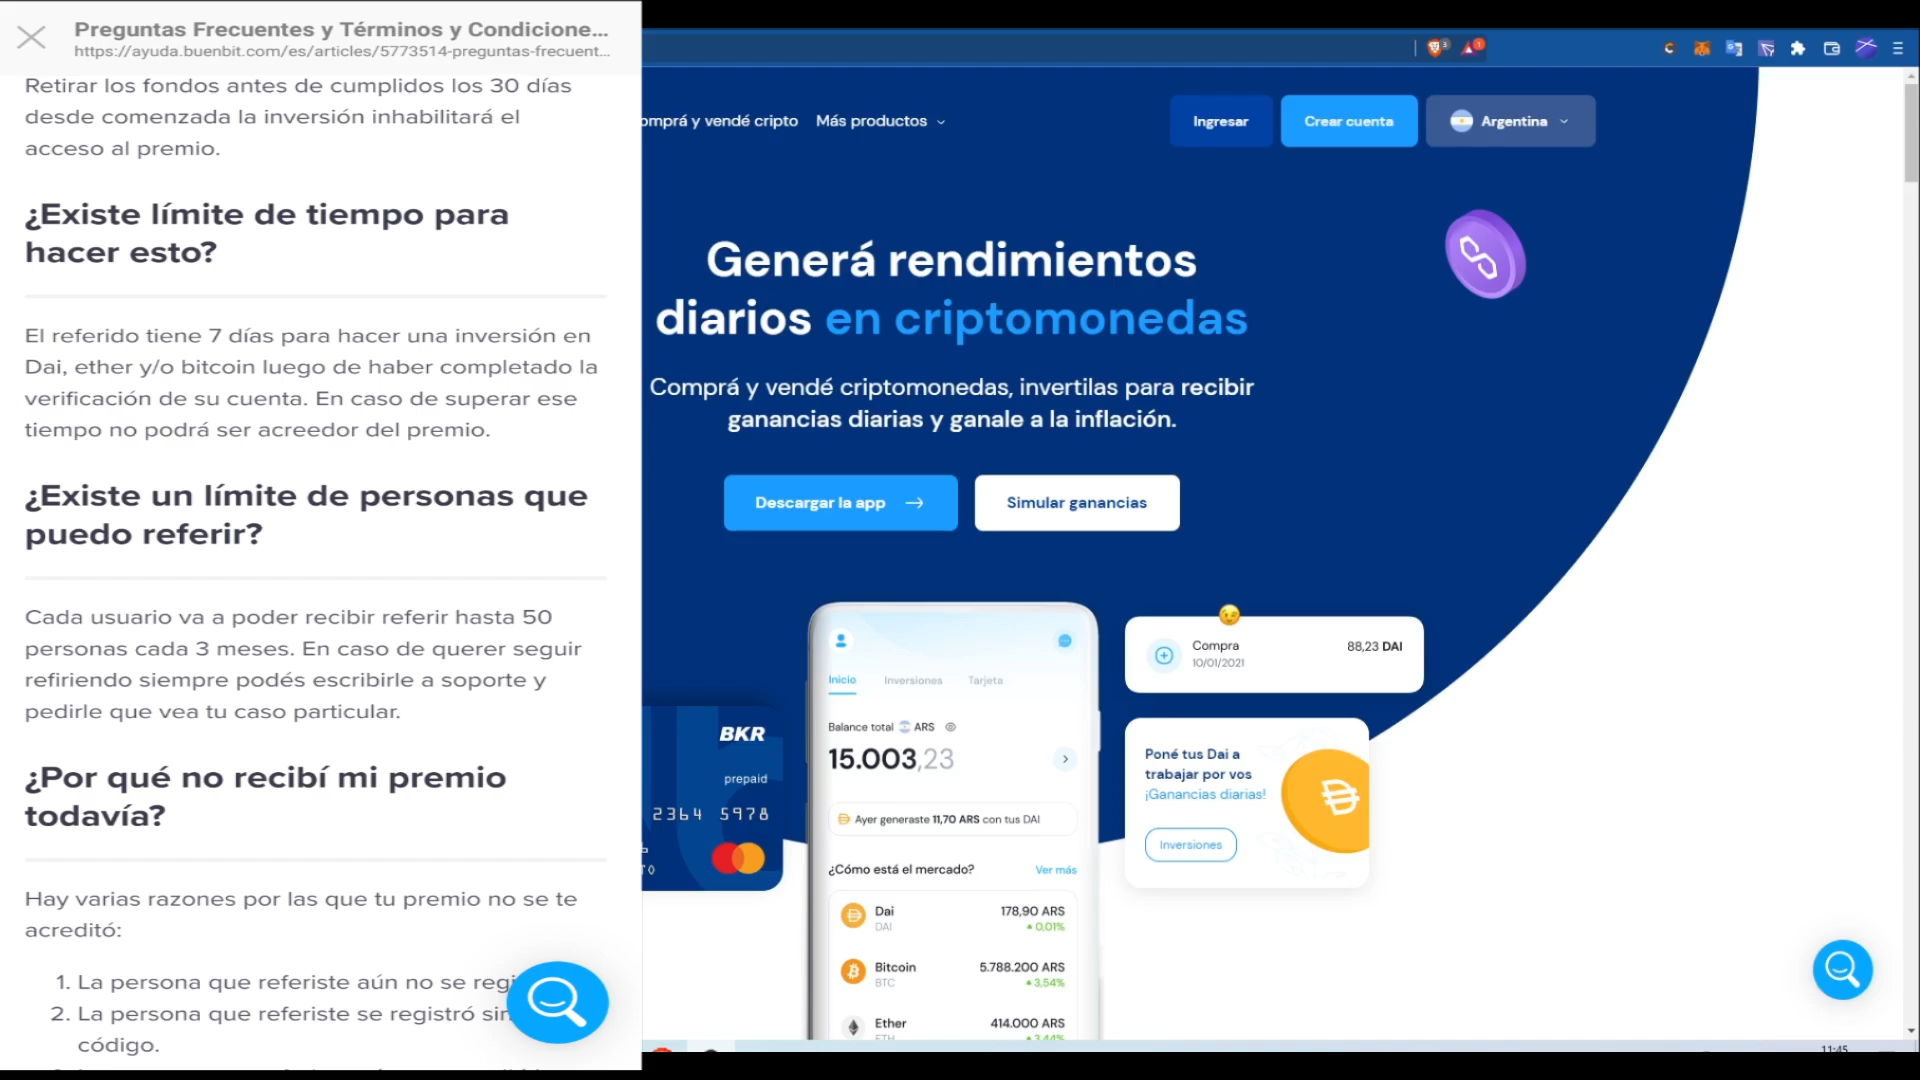 Preguntas Frecuentes y Términos y Condicione...
https://ayuda.buenbit.com/es/articles/5773514-preguntas-frecuent...
Retirar los fondos antes de cumplidos los 30 días
desde comenzada la inversión inhabilitará el
acceso al premio.
¿Existe límite de tiempo para
hacer esto?
El referido tiene 7 días para hacer una inversión en
Dai, ether y/o bitcoin luego de haber completado la
verificación de su cuenta. En caso de superar ese
tiempo no podrá ser acreedor del premio.
¿Existe un límite de personas que
puedo referir?
Cada usuario va a poder recibir referir hasta 50
personas cada 3 meses. En caso de querer seguir
refiriendo siempre podés escribirle a soporte y
pedirle que vea tu caso particular.
¿Por qué no recibí mi premio
todavía?
Hay varias razones por las que tu premio no se te
acreditó:
1. La persona que referiste aún no se regi
2. La persona que referiste se registró sin
código.
omprá y vendé cripto
Más productos
Ingresar
Crear cuenta
Argentina
Generá rendimientos
diarios en criptomonedas
Comprá y vendé criptomonedas, invertilas para recibir
ganancias diarias y ganale a la inflación.
Descargar la app →
Simular ganancias
BKR
prepaid
2364 5978
Inicio Inversiones Tarjeta
Balance total ARS
15.003,23
Ayer generaste 11,70 ARS con tus DAI
¿Cómo está el mercado? Ver más
Dai 178,90 ARS
DAI 0,01%
Bitcoin 5.788.200 ARS
BTC 3,54%
Ether 414.000 ARS
ETH 3,44%
Compra 88,23 DAI
10/01/2021
Poné tus Dai a
trabajar por vos
¡Ganancias diarias!
Inversiones
11:45